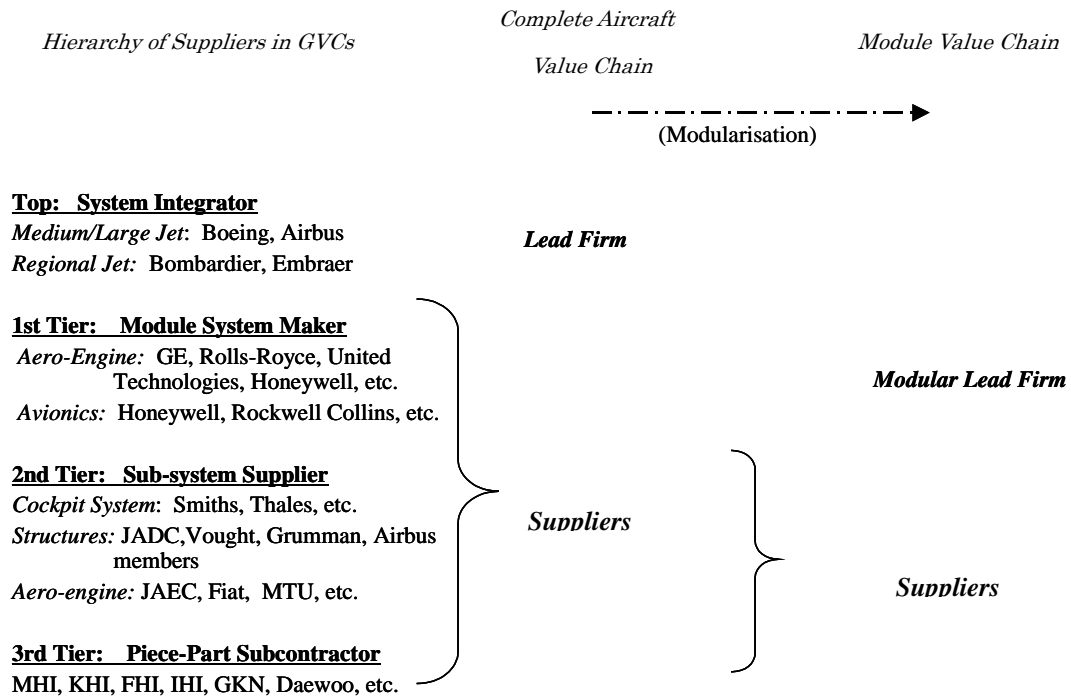 Hierarchy of Suppliers in GVCs
Complete Aircraft
Value Chain
Module Value Chain
(Modularisation)
Top: System Integrator
Medium/Large Jet: Boeing, Airbus
Regional Jet: Bombardier, Embraer
Lead Firm
1st Tier: Module System Maker
Aero-Engine: GE, Rolls-Royce, United
Technologies, Honeywell, etc.
Avionics: Honeywell, Rockwell Collins, etc.
Modular Lead Firm
2nd Tier: Sub-system Supplier
Cockpit System: Smiths, Thales, etc.
Structures: JADC,Vought, Grumman, Airbus
members
Aero-engine: JAEC, Fiat, MTU, etc.
Suppliers
Suppliers
3rd Tier: Piece-Part Subcontractor
MHI, KHI, FHI, IHI, GKN, Daewoo, etc.